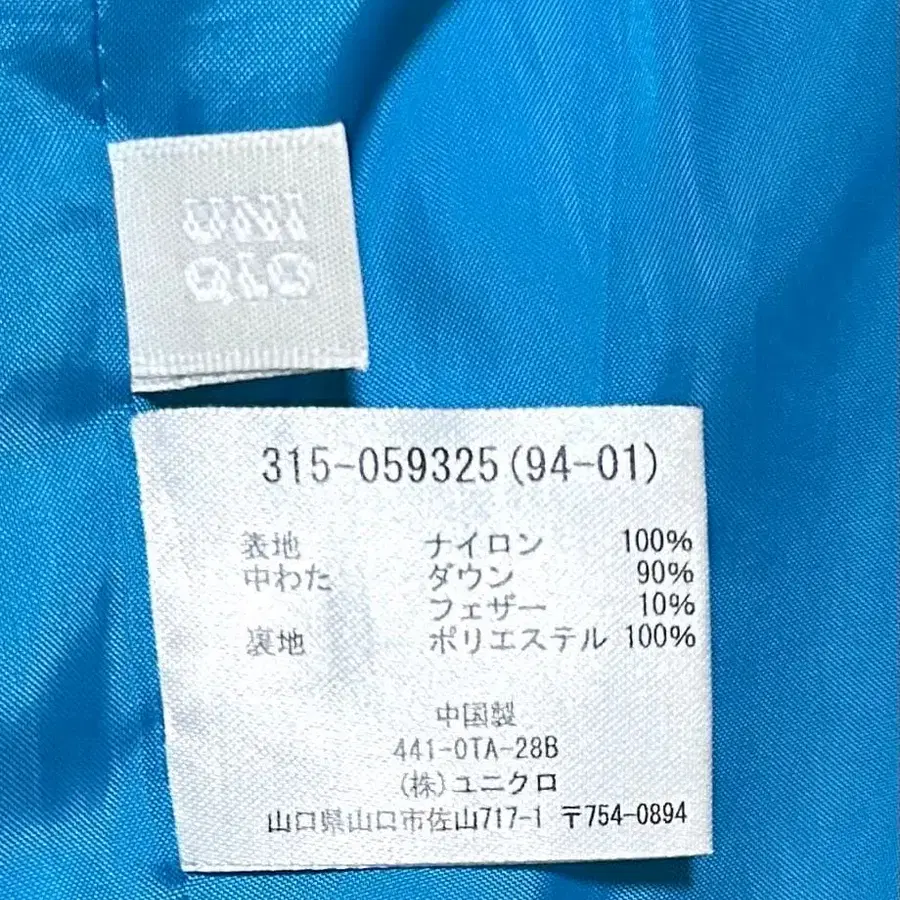 UNI
QLO
315-059325(94-01)
表地 ナイロン 100%
中わた ダウン 90%
フェザー 10%
裏地 ポリエステル 100%
中国製
441-0TA-28B
(株)ユニクロ
山口県山口市佐山717-1 〒754-0894